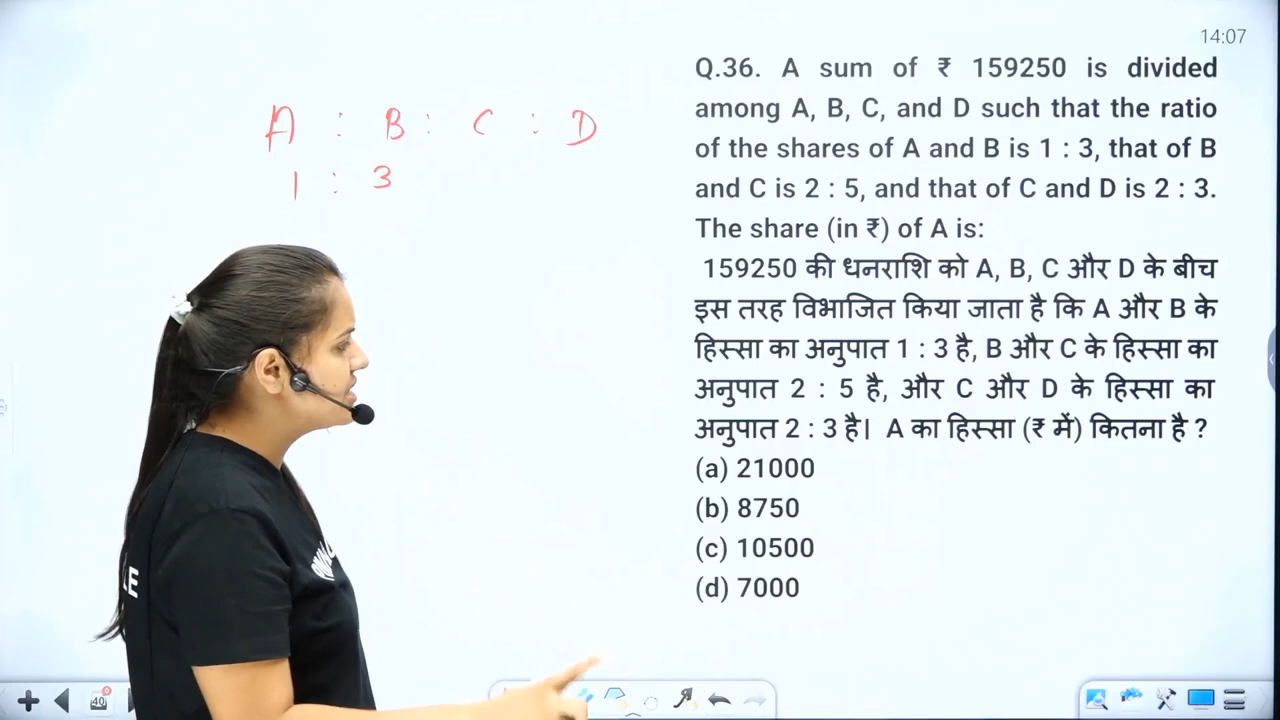 14:07
A : B : C : D
1 : 3
Q.36. A sum of ₹ 159250 is divided
among A, B, C, and D such that the ratio
of the shares of A and B is 1 : 3, that of B
and C is 2 : 5, and that of C and D is 2 : 3.
The share (in ₹) of A is:
159250 की धनराशि को A, B, C और D के बीच
इस तरह विभाजित किया जाता है कि A और B के
हिस्सा का अनुपात 1 : 3 है, B और C के हिस्सा का
अनुपात 2 : 5 है, और C और D के हिस्सा का
अनुपात 2 : 3 है। A का हिस्सा (₹ में) कितना है ?
(a) 21000
(b) 8750
(c) 10500
(d) 7000
40